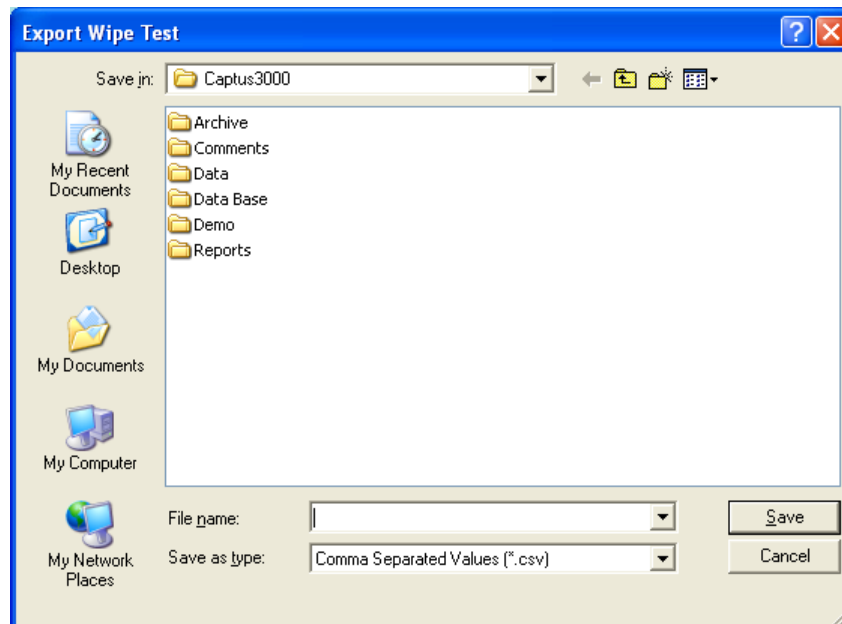 Export Wipe Test
Save in:
Captus3000
Archive
Comments
Data
Data Base
Demo
Reports
My Recent
Documents
Desktop
My Documents
My Computer
My Network
Places
File name:
Save
Save as type:
Comma Separated Values (*.csv)
Cancel